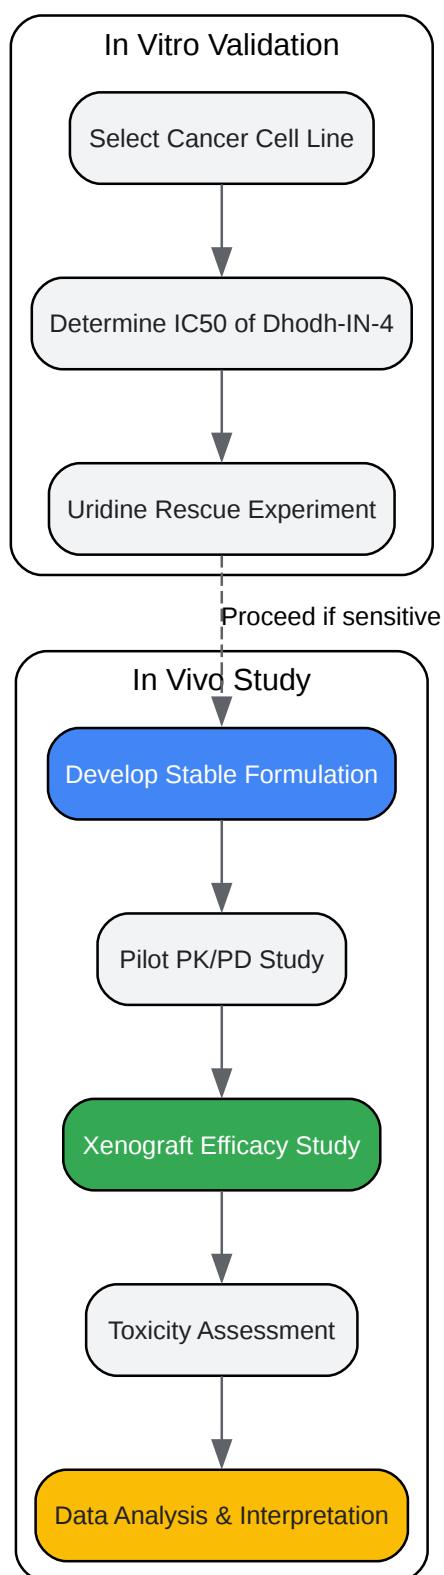 In Vitro Validation
Select Cancer Cell Line
Determine IC50 of Dhodh-IN-4
Uridine Rescue Experiment
Proceed if sensitive
In Vivo Study
Develop Stable Formulation
Pilot PK/PD Study
Xenograft Efficacy Study
Toxicity Assessment
Data Analysis & Interpretation